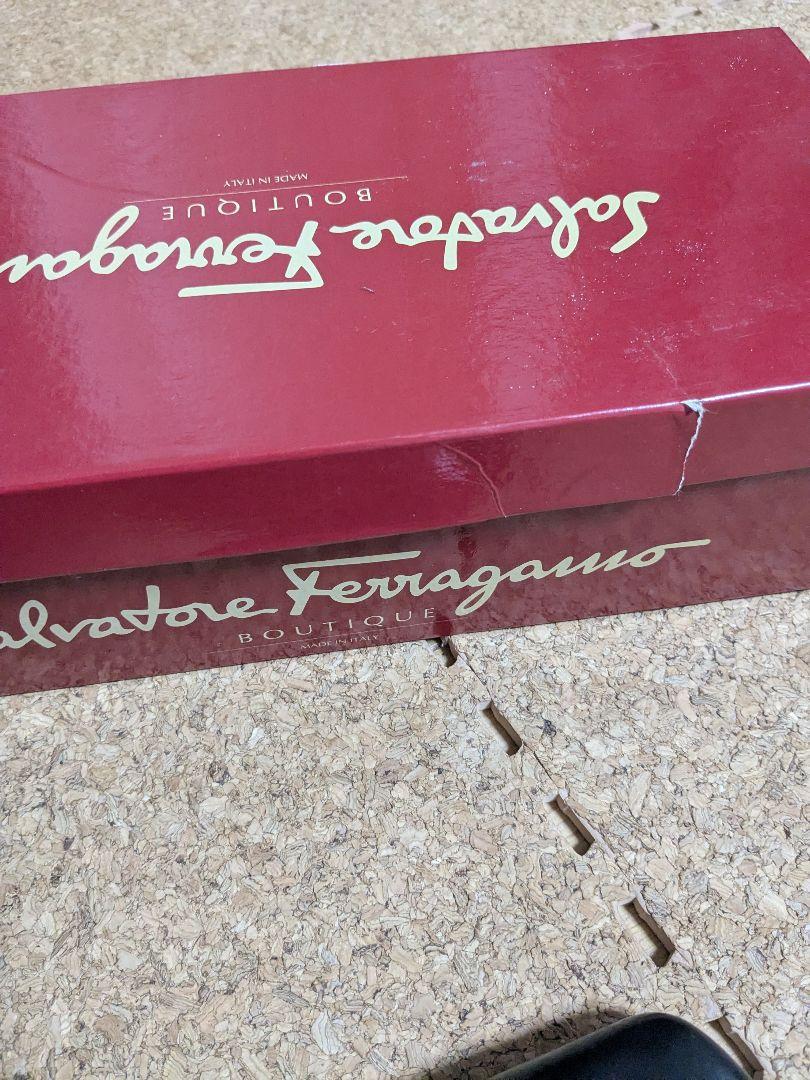 Salvatore Ferraga
BOUTIQUE
MADE IN ITALY
alvatore Ferragamo
BOUTIQUE
MADE IN ITALY